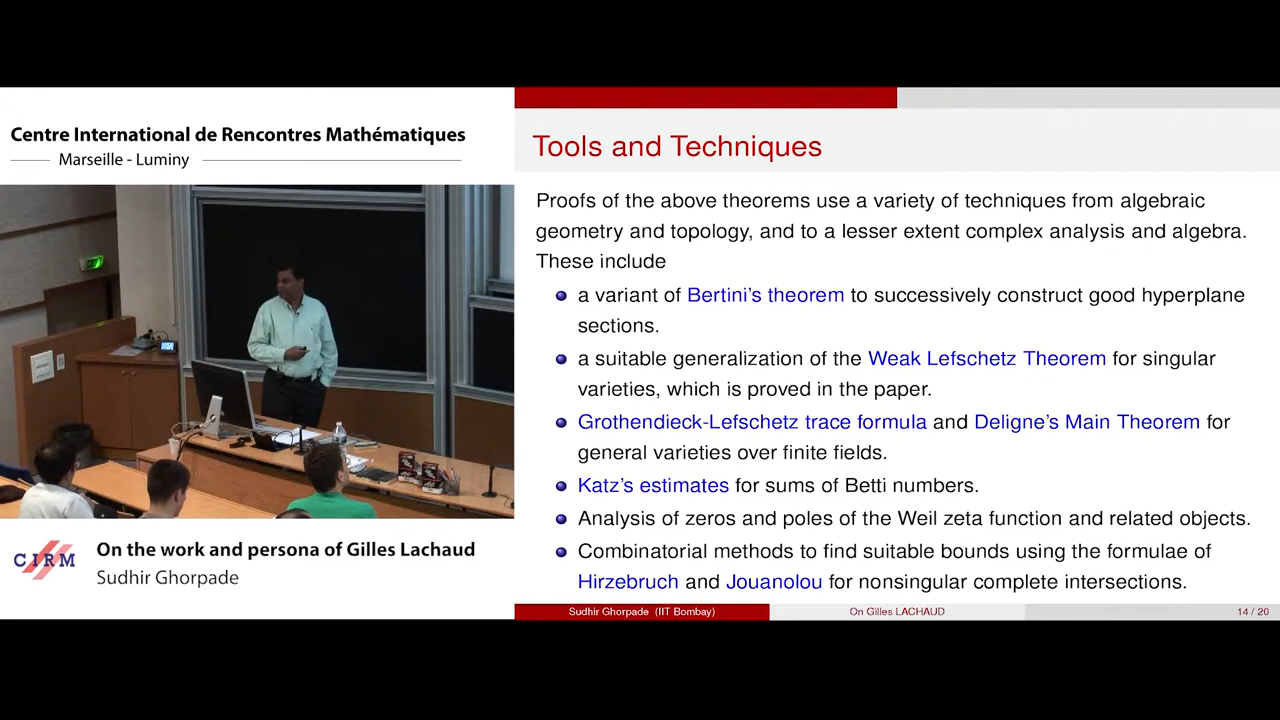 Centre International de Rencontres Mathématiques
Marseille - Luminy
CIRM
On the work and persona of Gilles Lachaud
Sudhir Ghorpade
Tools and Techniques
Proofs of the above theorems use a variety of techniques from algebraic
geometry and topology, and to a lesser extent complex analysis and algebra.
These include
a variant of Bertini's theorem to successively construct good hyperplane
sections.
a suitable generalization of the Weak Lefschetz Theorem for singular
varieties, which is proved in the paper.
Grothendieck-Lefschetz trace formula and Deligne's Main Theorem for
general varieties over finite fields.
Katz's estimates for sums of Betti numbers.
Analysis of zeros and poles of the Weil zeta function and related objects.
Combinatorial methods to find suitable bounds using the formulae of
Hirzebruch and Jouanolou for nonsingular complete intersections.
Sudhir Ghorpade (IIT Bombay)
On Gilles LACHAUD
14 / 20